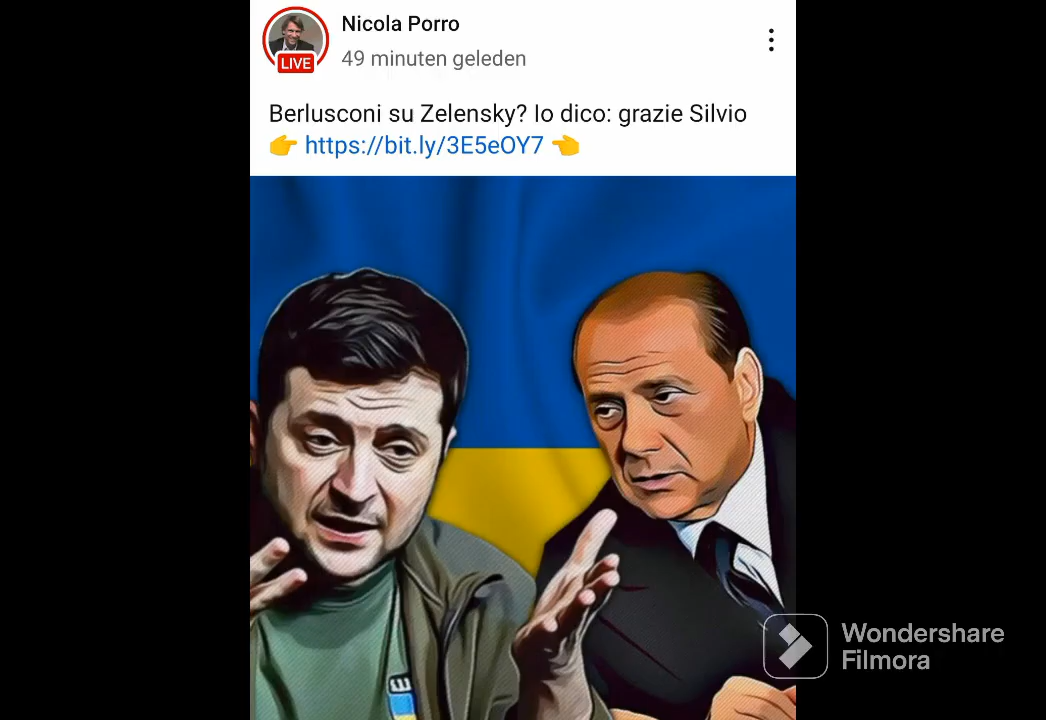 Nicola Porro
LIVE
49 minuten geleden
Berlusconi su Zelensky? Io dico: grazie Silvio
👉 https://bit.ly/3E5eOY7 👈
Wondershare
Filmora